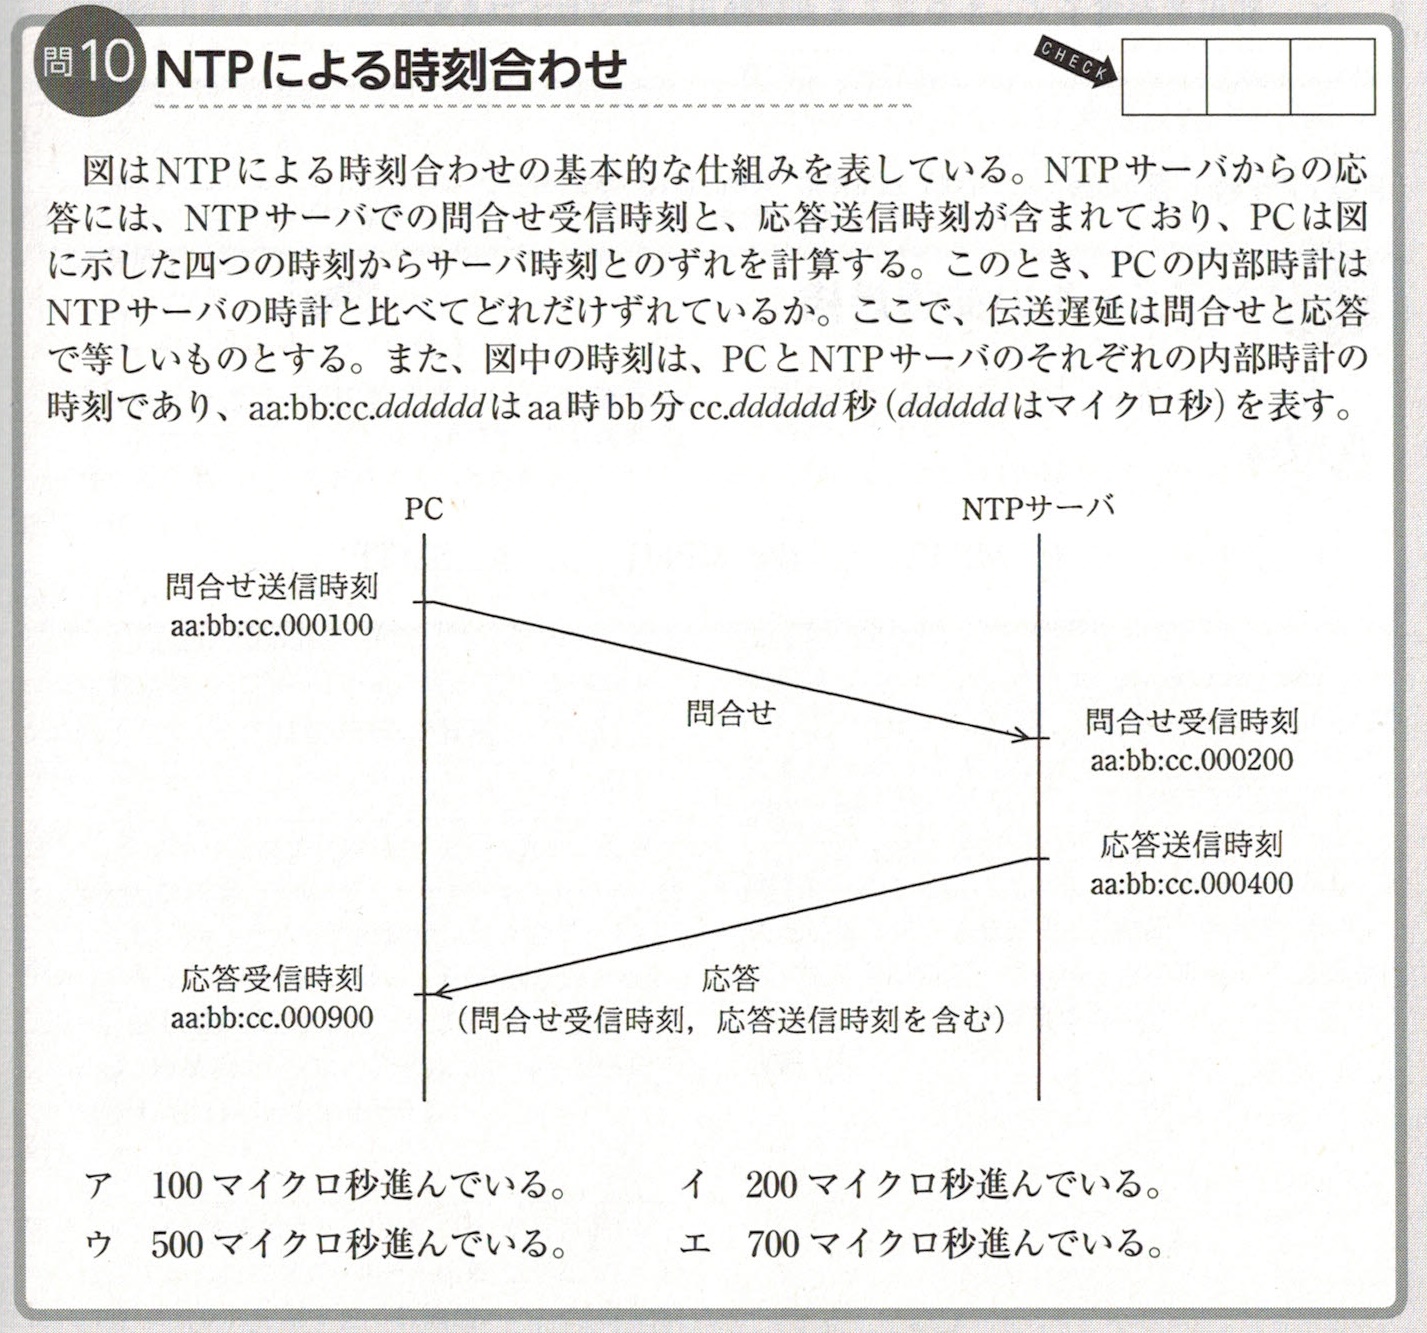 問10 NTPによる時刻合わせ
CHECK
図はNTPによる時刻合わせの基本的な仕組みを表している。NTPサーバからの応
答には、NTPサーバでの問合せ受信時刻と、応答送信時刻が含まれており、PCは図
に示した四つの時刻からサーバ時刻とのずれを計算する。このとき、PCの内部時計は
NTPサーバの時計と比べてどれだけずれているか。ここで、伝送遅延は問合せと応答
で等しいものとする。また、図中の時刻は、PCとNTPサーバのそれぞれの内部時計の
時刻であり、aa:bb:cc.ddddddはaa時bb分cc.dddddd秒(ddddddはマイクロ秒)を表す。
PC
NTPサーバ
問合せ送信時刻
aa:bb:cc.000100
問合せ
問合せ受信時刻
aa:bb:cc.000200
応答送信時刻
aa:bb:cc.000400
応答受信時刻
aa:bb:cc.000900
応答
(問合せ受信時刻，応答送信時刻を含む)
ア 100マイクロ秒進んでいる。
イ 200マイクロ秒進んでいる。
ウ 500マイクロ秒進んでいる。
エ 700マイクロ秒進んでいる。